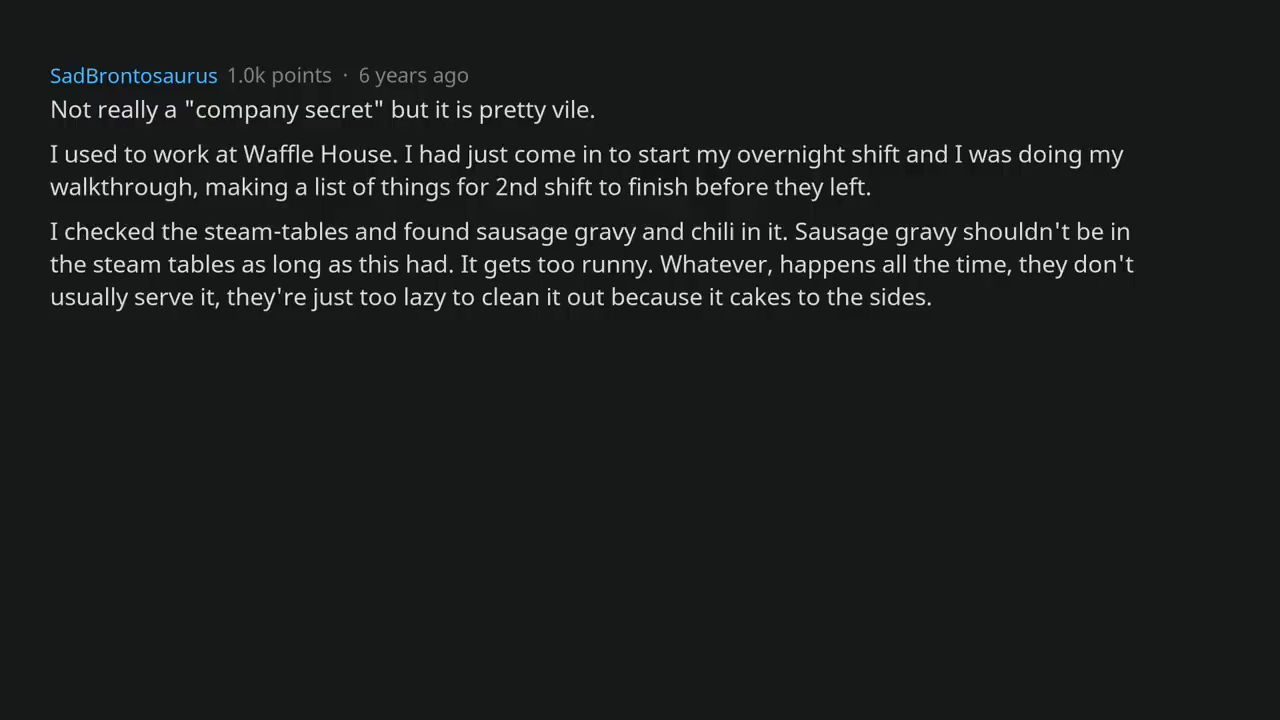 SadBrontosaurus 1.0k points · 6 years ago
Not really a "company secret" but it is pretty vile.
I used to work at Waffle House. I had just come in to start my overnight shift and I was doing my
walkthrough, making a list of things for 2nd shift to finish before they left.
I checked the steam-tables and found sausage gravy and chili in it. Sausage gravy shouldn't be in
the steam tables as long as this had. It gets too runny. Whatever, happens all the time, they don't
usually serve it, they're just too lazy to clean it out because it cakes to the sides.